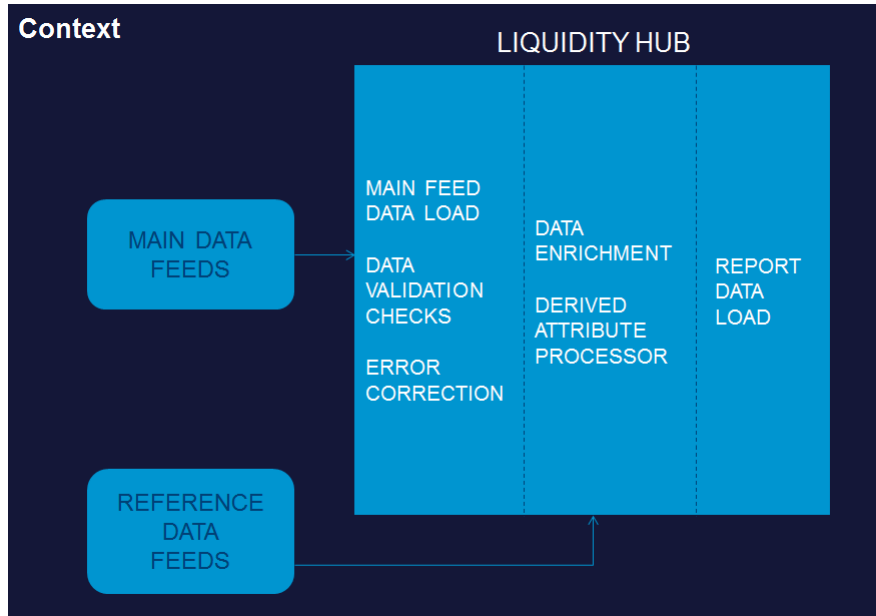 Context
LIQUIDITY HUB
MAIN DATA
FEEDS
MAIN FEED
DATA LOAD
DATA
VALIDATION
CHECKS
ERROR
CORRECTION
DATA
ENRICHMENT
DERIVED
ATTRIBUTE
PROCESSOR
REPORT
DATA
LOAD
REFERENCE
DATA
FEEDS